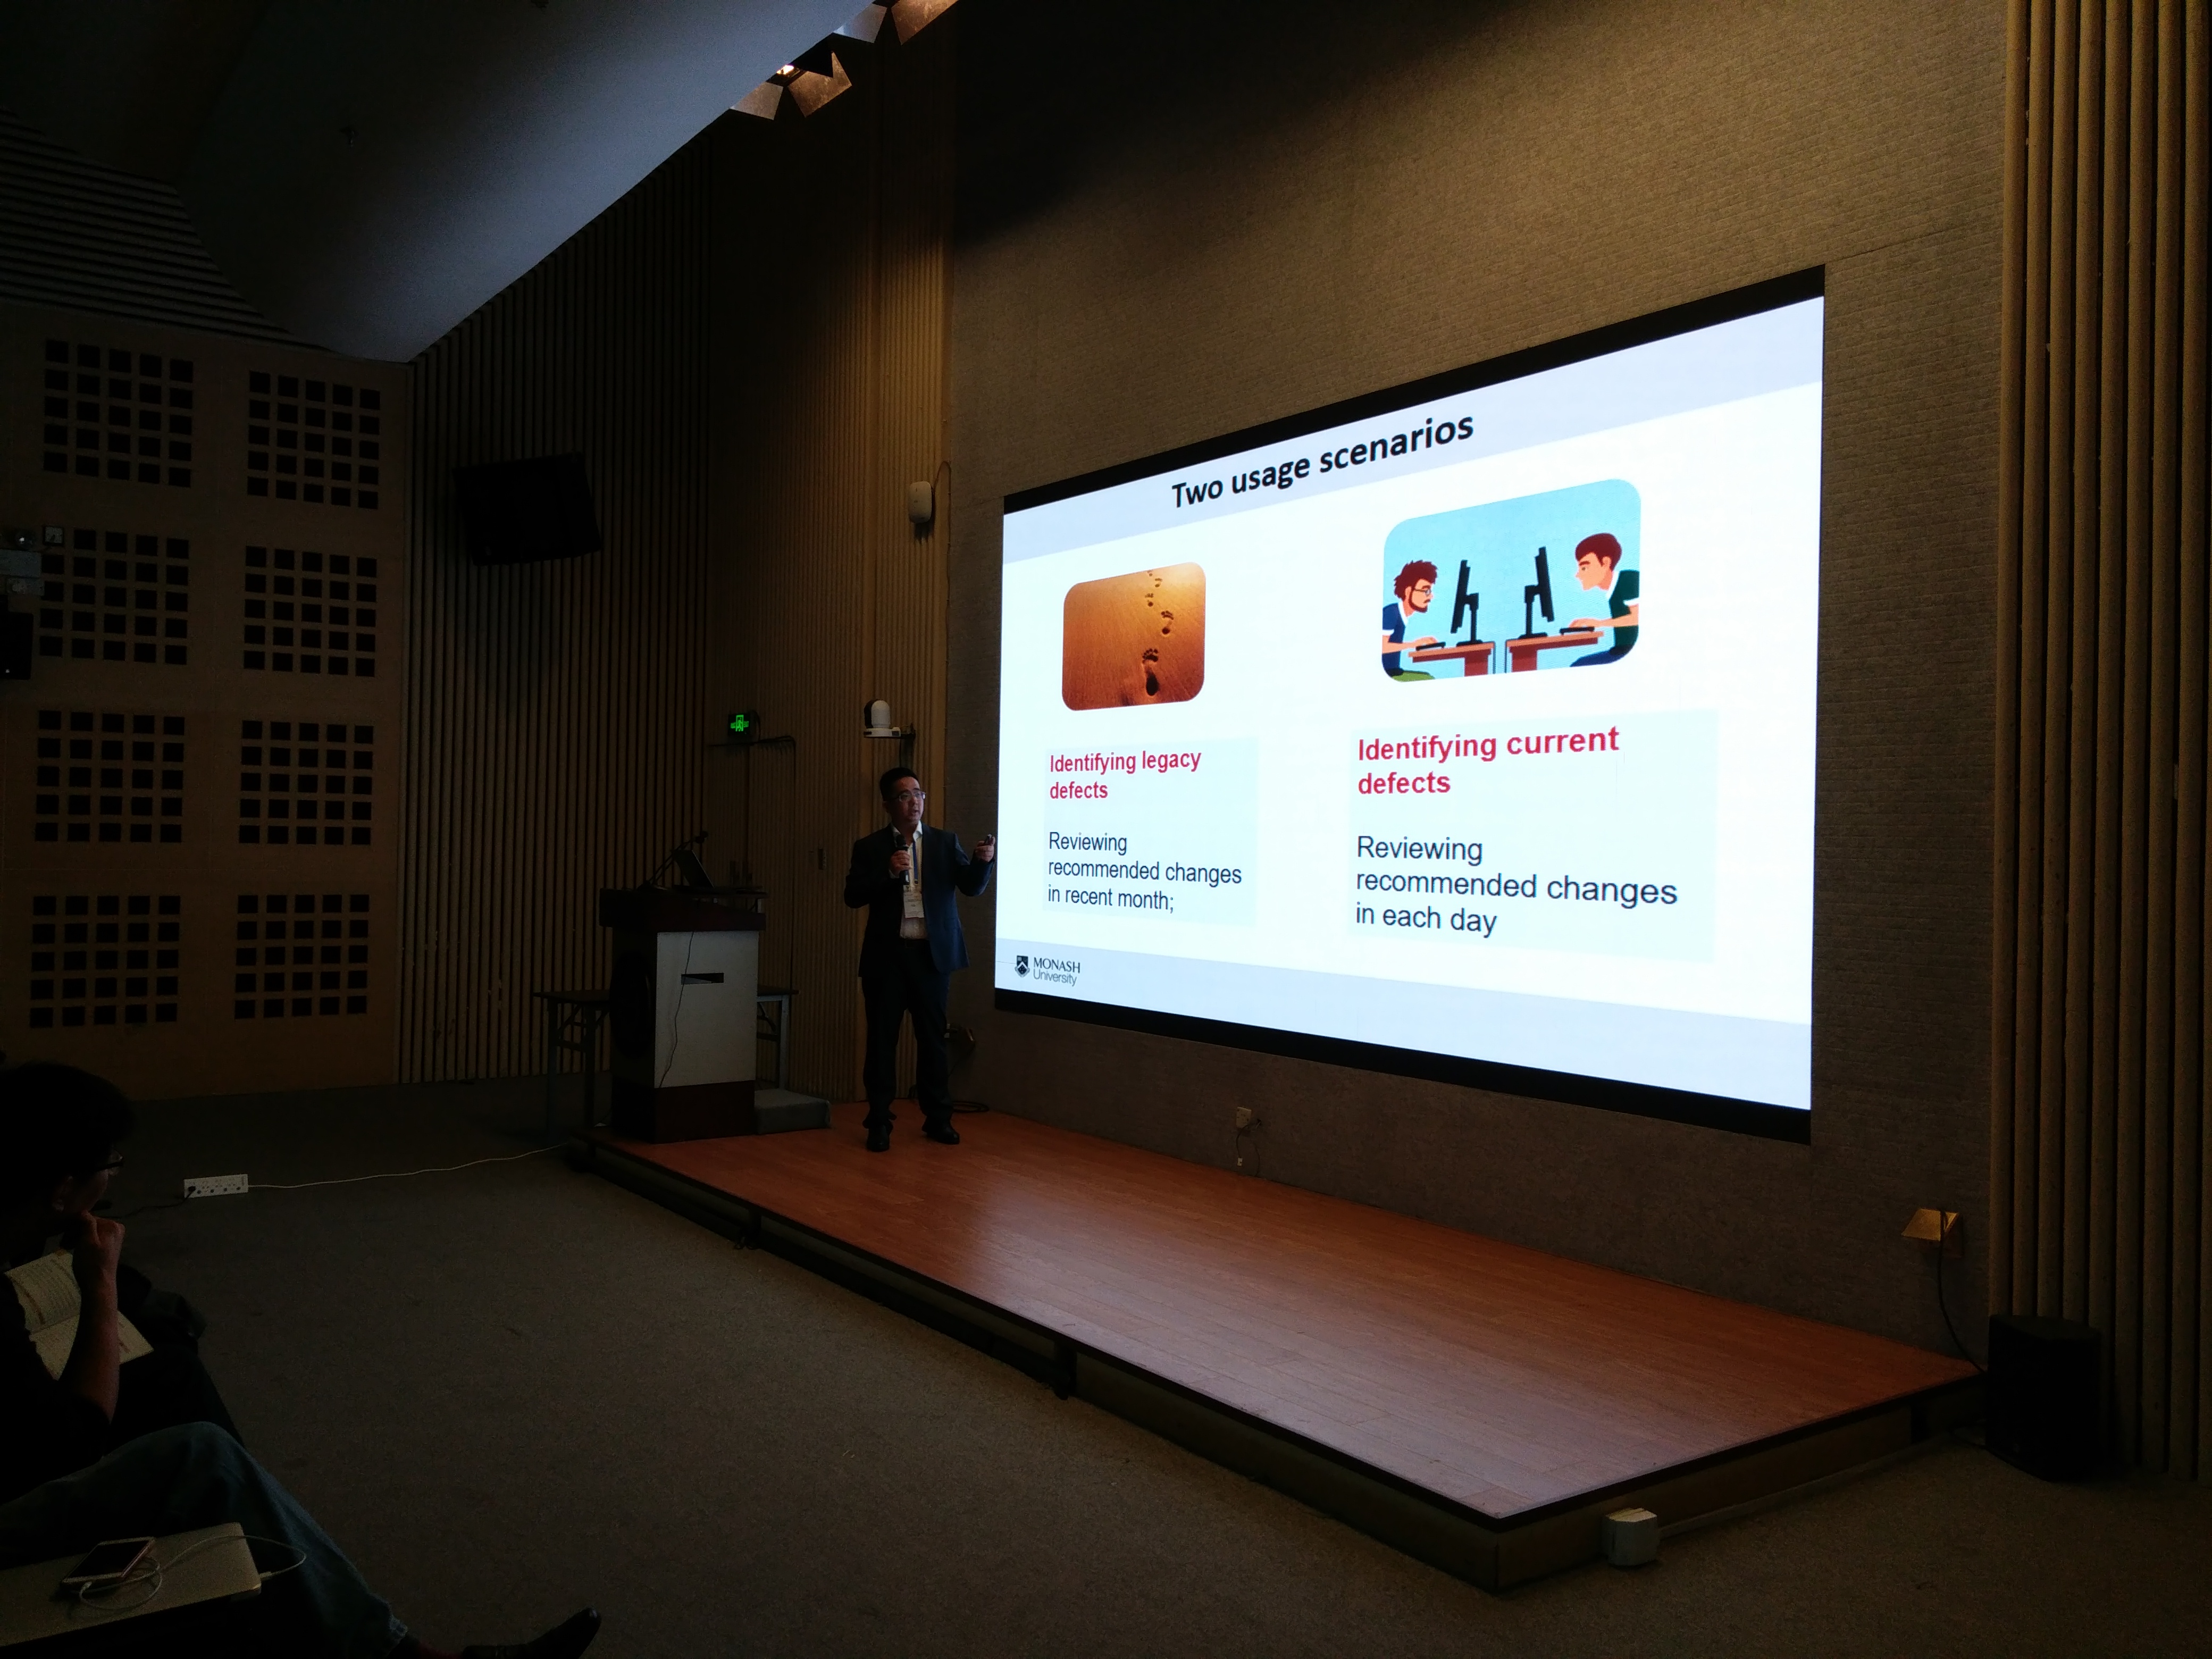 Two usage scenarios
Identifying legacy
defects
Reviewing
recommended changes
in recent month;
Identifying current
defects
Reviewing
recommended changes
in each day
MONASH
University